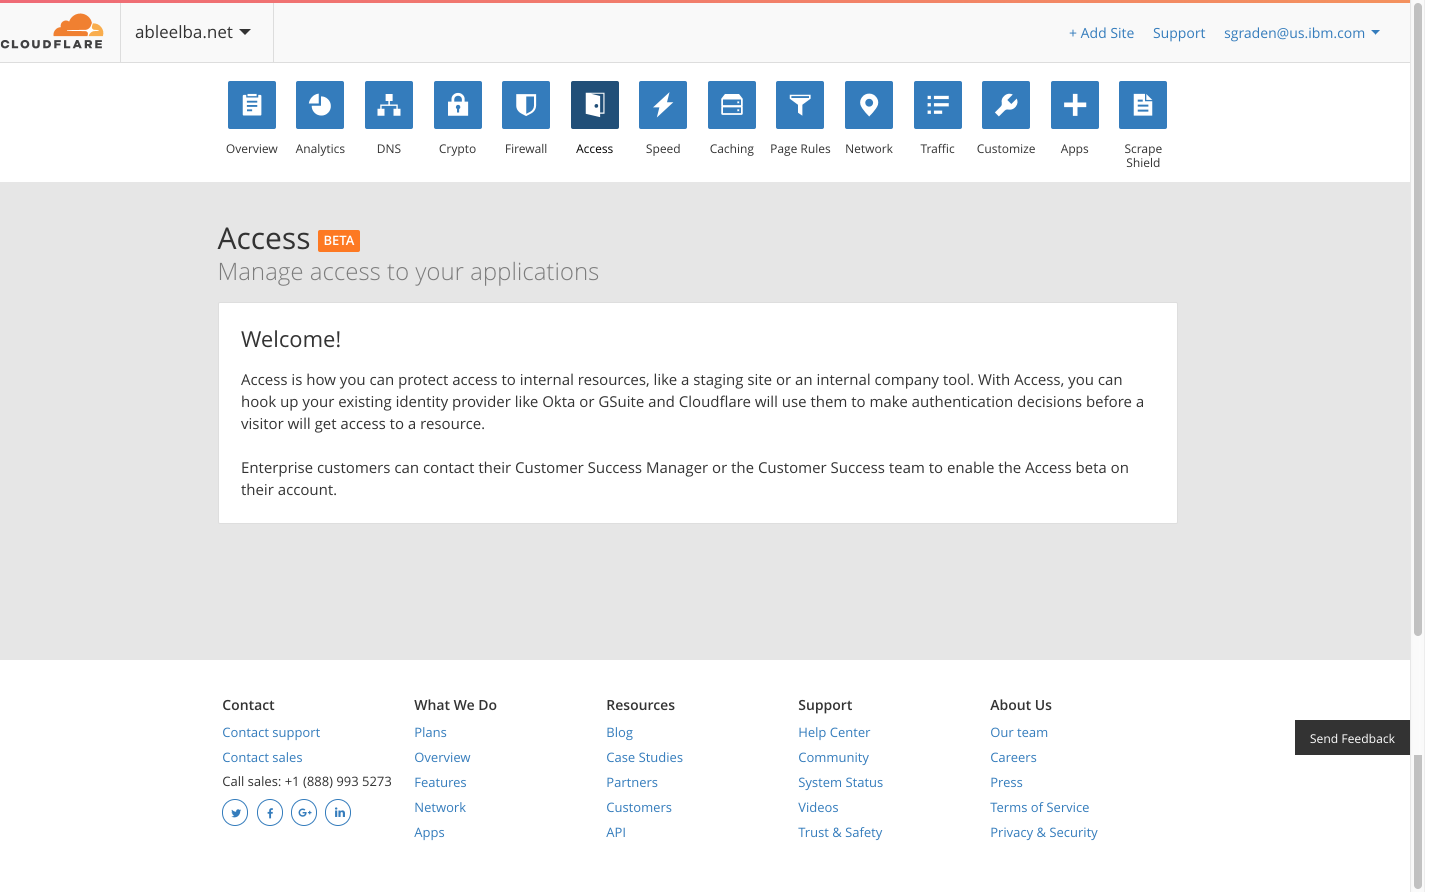 CLOUDFLARE
ableelba.net
+ Add Site Support sgraden@us.ibm.com
Overview Analytics DNS Crypto Firewall Access Speed Caching Page Rules Network Traffic Customize Apps Scrape Shield
Access BETA
Manage access to your applications
Welcome!
Access is how you can protect access to internal resources, like a staging site or an internal company tool. With Access, you can
hook up your existing identity provider like Okta or GSuite and Cloudflare will use them to make authentication decisions before a
visitor will get access to a resource.
Enterprise customers can contact their Customer Success Manager or the Customer Success team to enable the Access beta on
their account.
Contact
Contact support
Contact sales
Call sales: +1 (888) 993 5273
What We Do
Plans
Overview
Features
Network
Apps
Resources
Blog
Case Studies
Partners
Customers
API
Support
Help Center
Community
System Status
Videos
Trust & Safety
About Us
Our team
Careers
Press
Terms of Service
Privacy & Security
Send Feedback